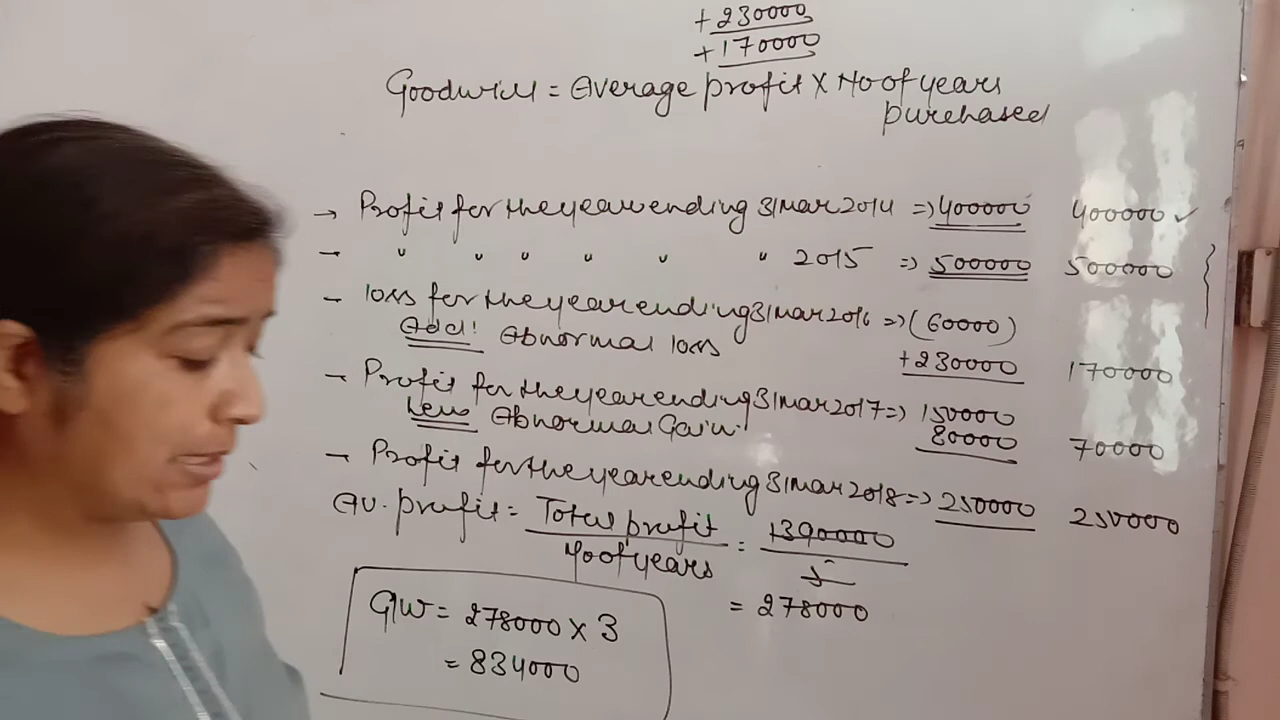 +230000
+170000
Goodwill = Average profit X No of years
purchased
→ Profit for the year ending 31 Mar 2014 => 400000 400000 ✓
- " " " " " " 2015 => 500000 500000
- loss for the year ending 31 Mar 2016 => (60000)
Add: Abnormal loss +230000 170000
- Profit for the year ending 31 Mar 2017 => 150000
Less Abnormal Gain. 80000 70000
- Profit for the year ending 31 Mar 2018 => 250000 250000
Av. profit = Total profit = 1390000
No of years 5
= 278000
G/W = 278000 X 3
= 834000